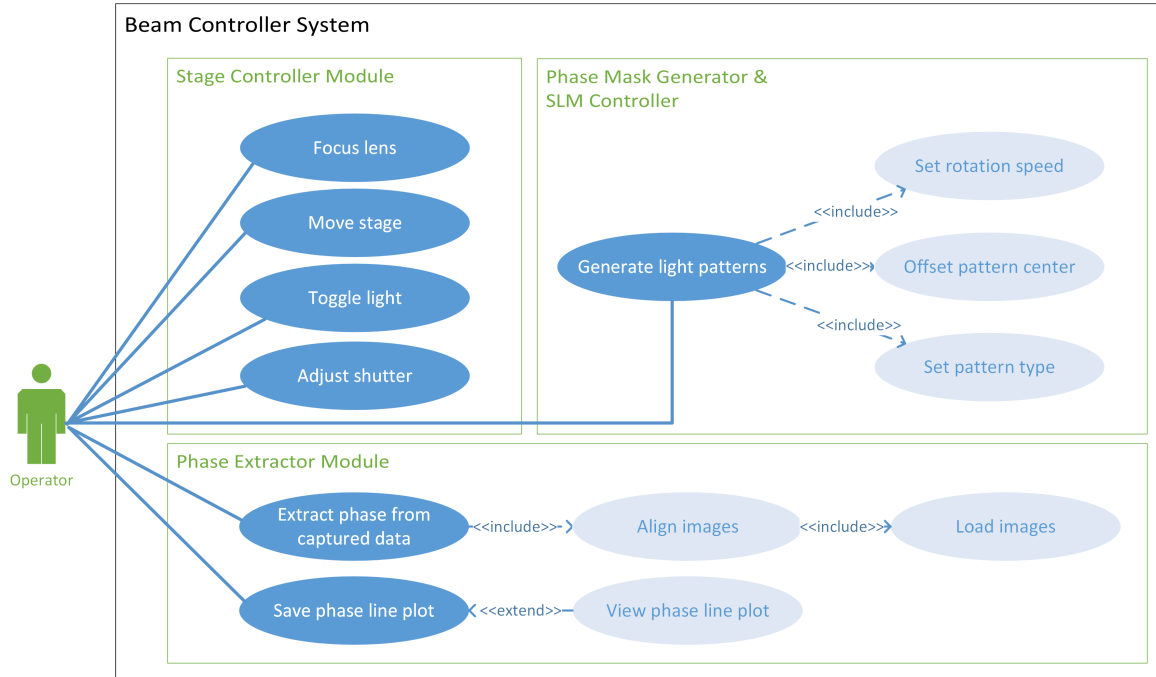 Beam Controller System
Stage Controller Module
Focus lens
Move stage
Toggle light
Adjust shutter
Phase Mask Generator &
SLM Controller
Set rotation speed
<<include>>
Generate light patterns
<<include>>
Offset pattern center
<<include>>
Set pattern type
Operator
Phase Extractor Module
Extract phase from
captured data
<<include>>
Align images
<<include>>
Load images
Save phase line plot
<<extend>>
View phase line plot